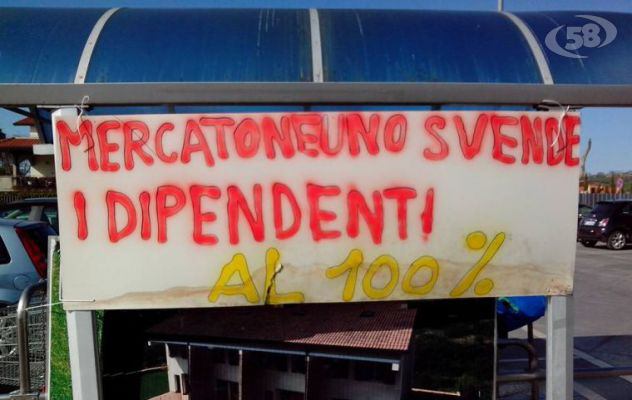 58
MERCATONEUNO SVENDE
I DIPENDENTI
AL 100%